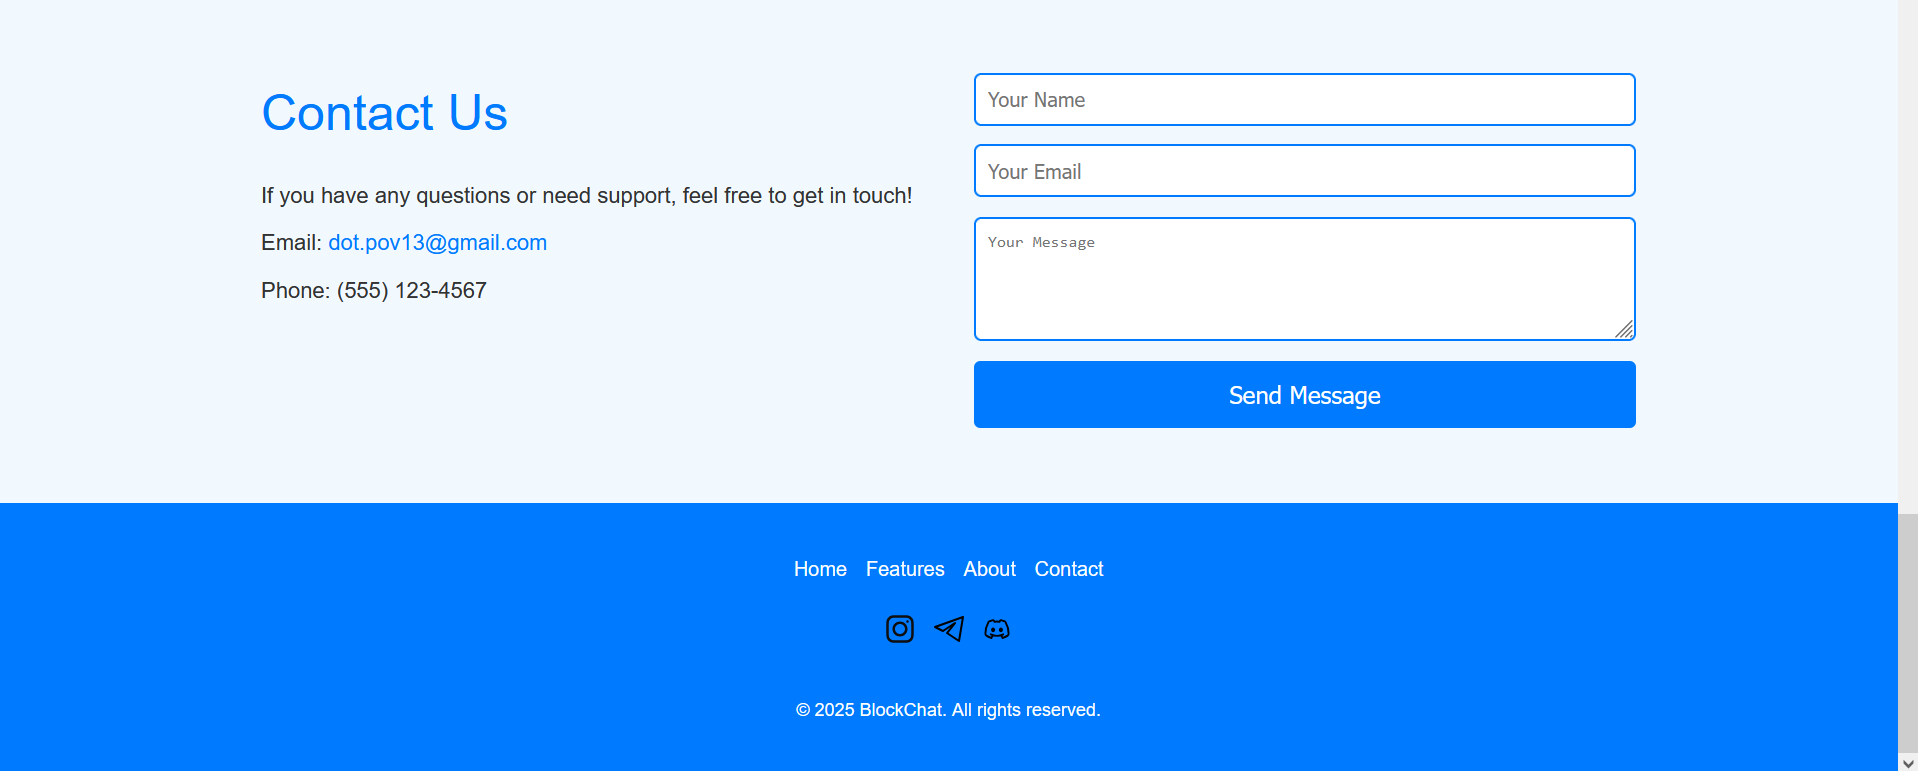 Contact Us
If you have any questions or need support, feel free to get in touch!
Email: dot.pov13@gmail.com
Phone: (555) 123-4567
Your Name
Your Email
Your Message
Send Message
Home Features About Contact
© 2025 BlockChat. All rights reserved.